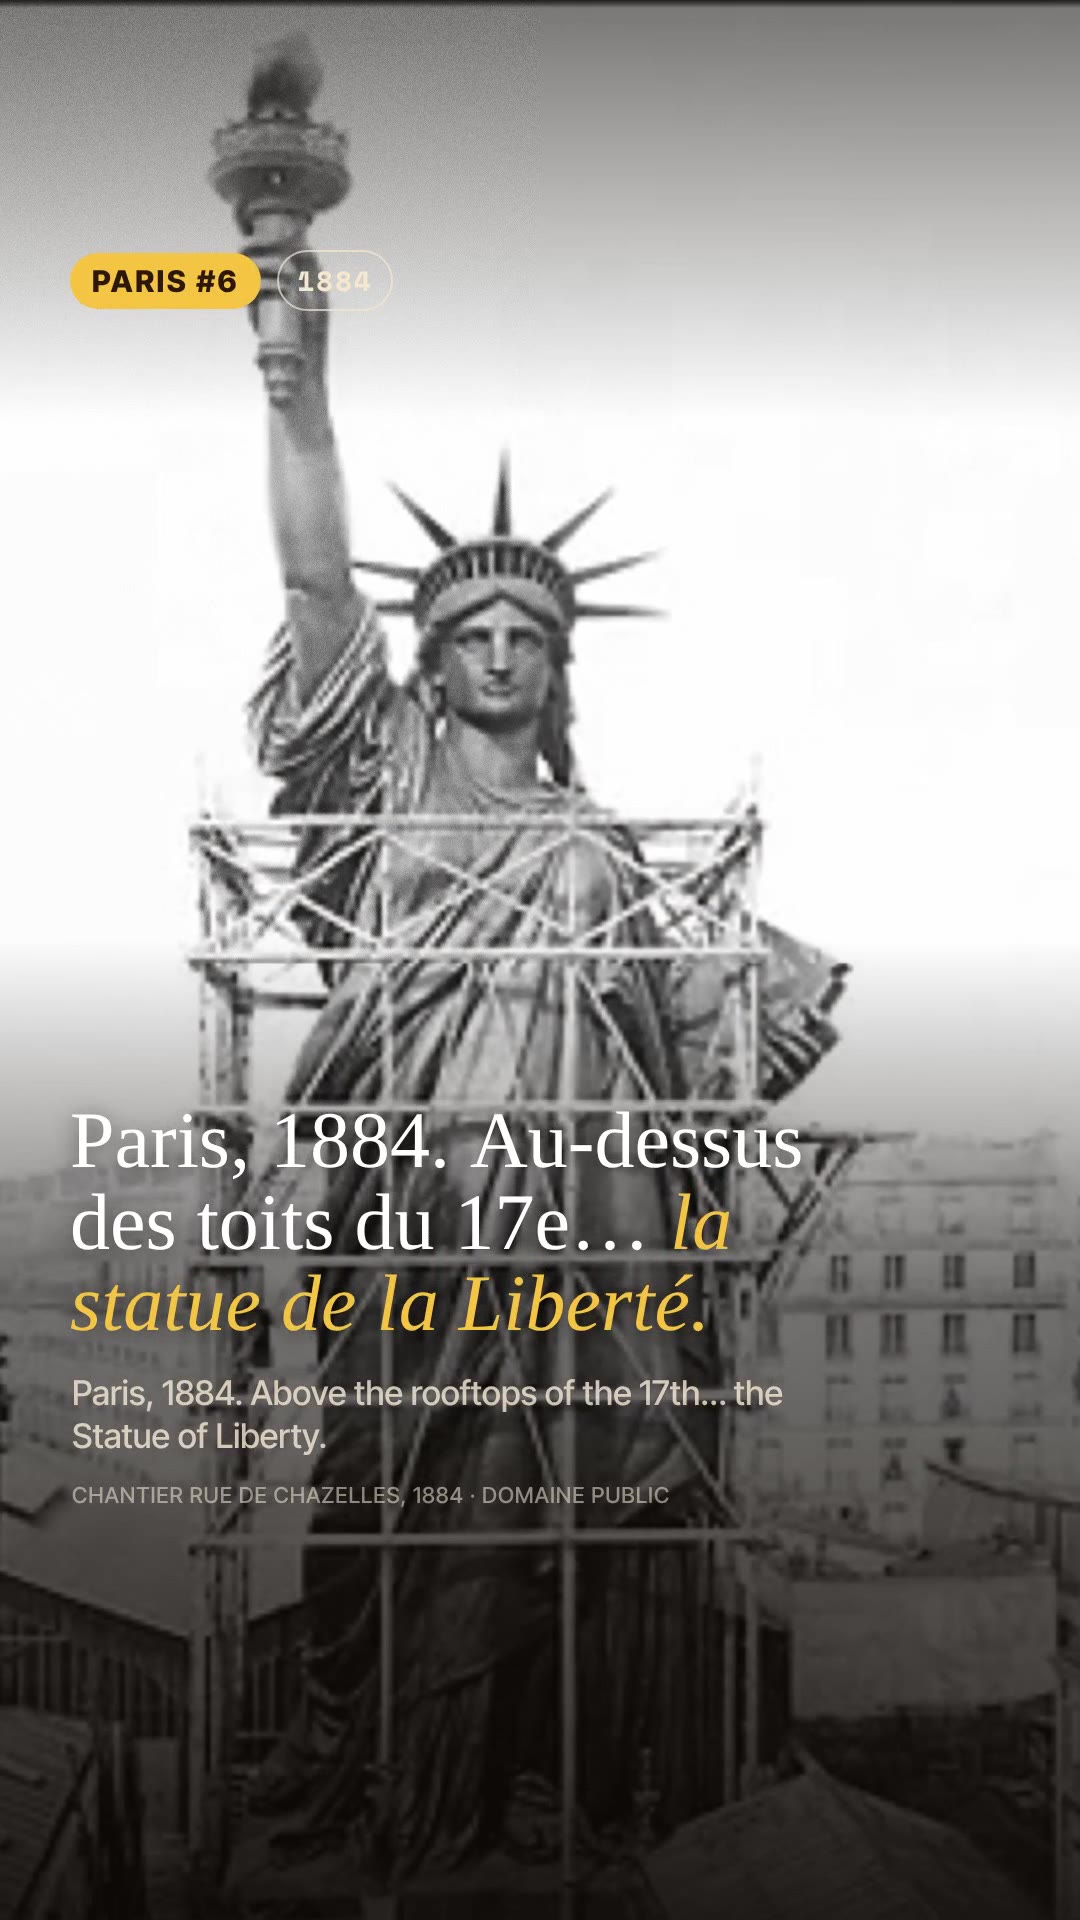 PARIS #6 1884
Paris, 1884. Au-dessus
des toits du 17e… la
statue de la Liberté.
Paris, 1884. Above the rooftops of the 17th… the
Statue of Liberty.
CHANTIER RUE DE CHAZELLES, 1884 · DOMAINE PUBLIC